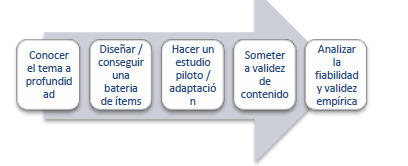 Conocer
el tema a
profundid
ad
Diseñar /
conseguir
una
bateria
de ítems
Hacer un
estudio
piloto /
adaptació
n
Someter
a validez
de
contenido
Analizar
la
fiabilidad
y validez
empírica